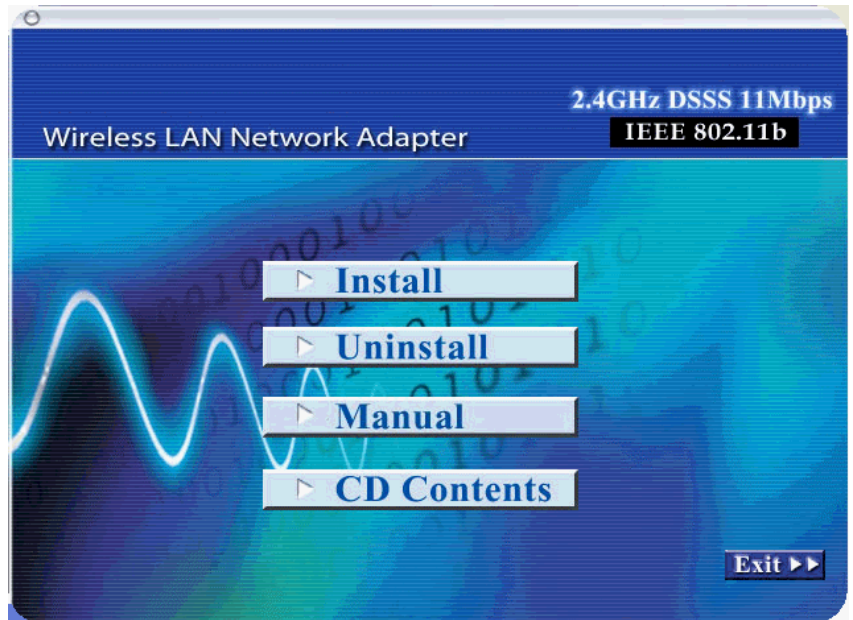 2.4GHz DSSS 11Mbps
Wireless LAN Network Adapter
IEEE 802.11b
Install
Uninstall
Manual
CD Contents
Exit